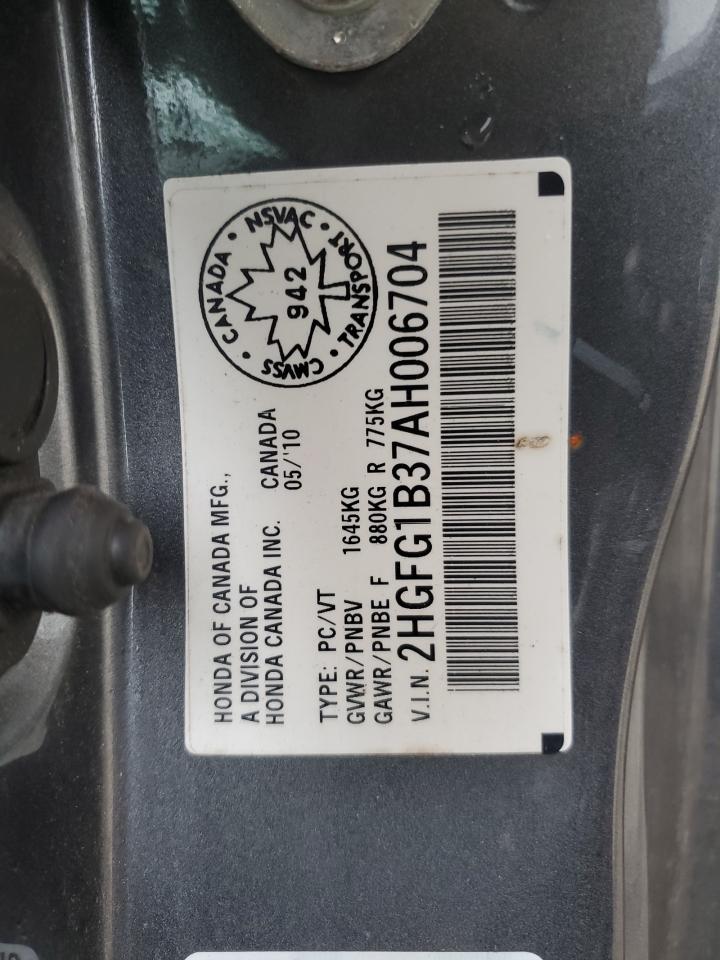 HONDA OF CANADA MFG.,
A DIVISION OF
HONDA CANADA INC. CANADA
05/'10
TYPE: PC/VT
GVWR/PNBV 1645KG
GAWR/PNBE F 880KG R 775KG
V.I.N. 2HGFG1B37AH006704
CANADA • NSVAC • TRANSPORT • CMVSS •
942